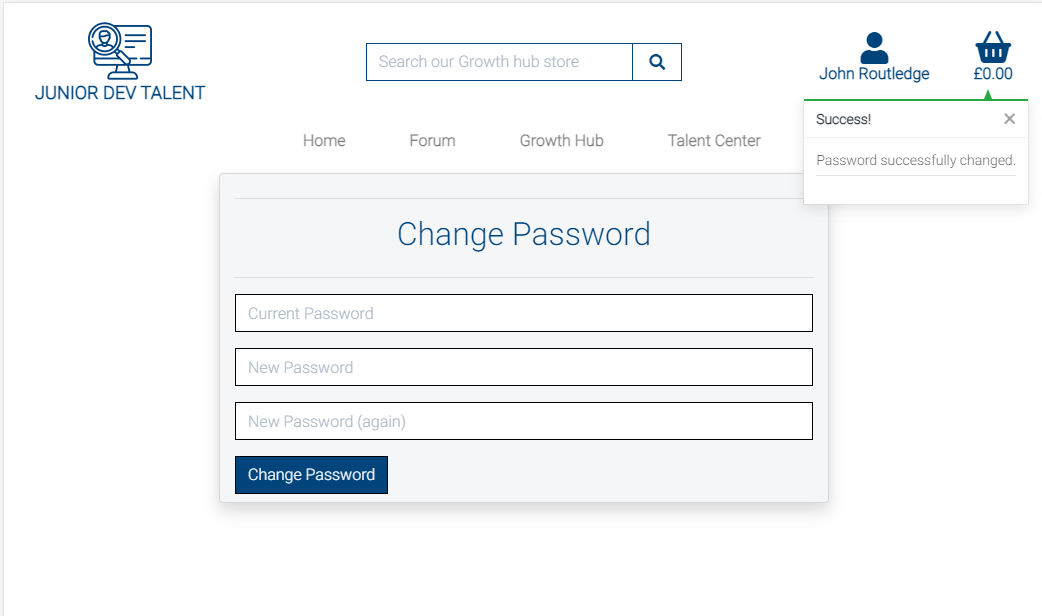 JUNIOR DEV TALENT
Search our Growth hub store
John Routledge
£0.00
Home Forum Growth Hub Talent Center
Success! ×
Password successfully changed.
Change Password
Current Password
New Password
New Password (again)
Change Password